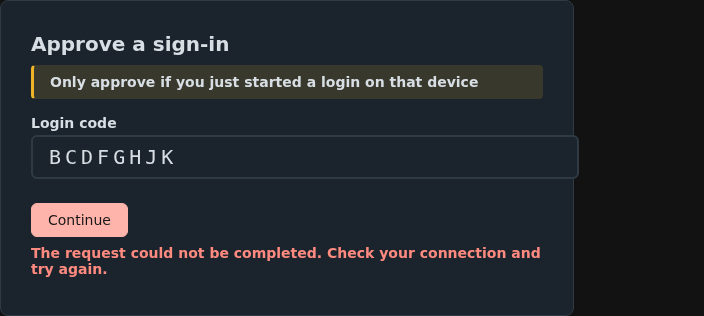 Approve a sign-in
Only approve if you just started a login on that device
Login code
BCDFGHJK
Continue
The request could not be completed. Check your connection and
try again.